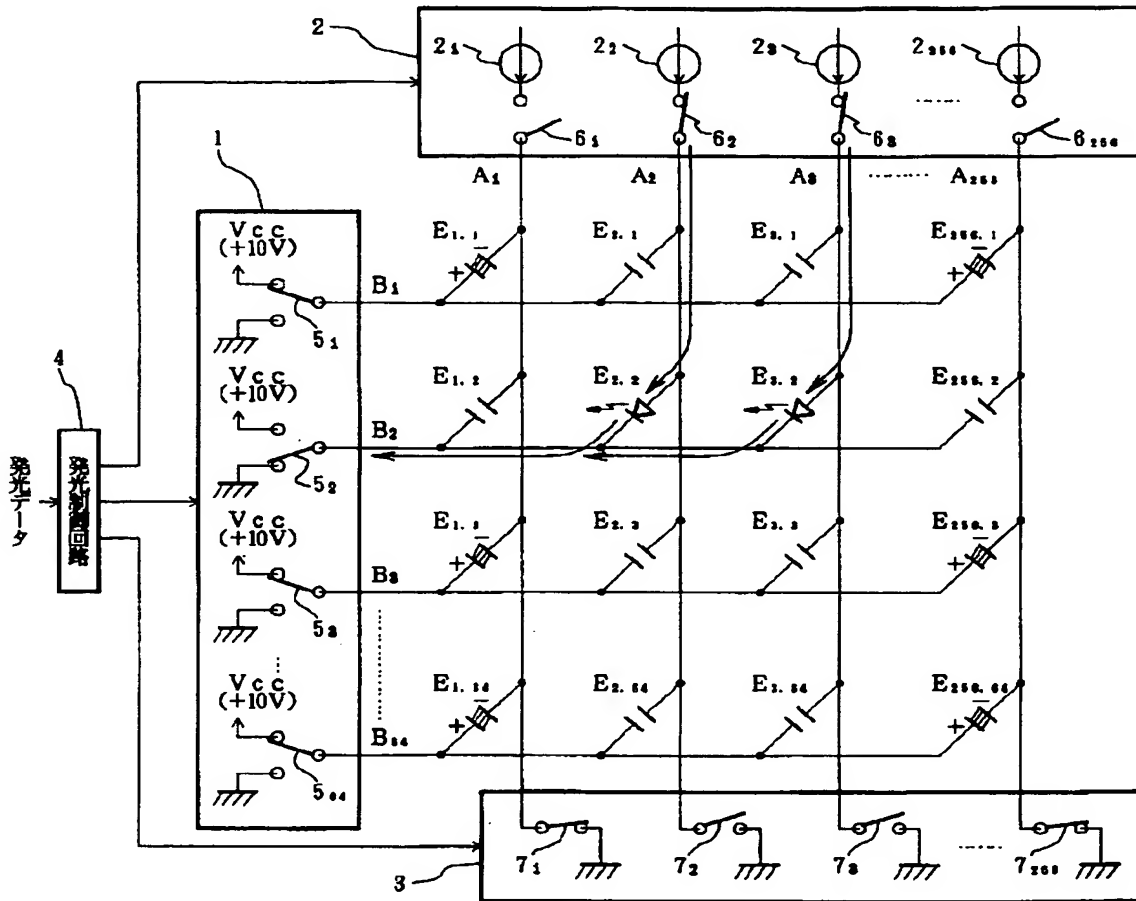 2
2₁
2₂
2₃
2₂₅₆
6₁
6₂
6₃
6₂₅₆
1
A₁
A₂
A₃
A₂₅₃
Vcc
(+10V)
B₁
E₁.₁
E₂.₁
E₃.₁
E₂₅₆.₁
+
−
+
−
5₁
4
Vcc
(+10V)
B₂
E₁.₂
E₂.₂
E₃.₂
E₂₅₆.₂
5₂
発光データ
発光制御回路
Vcc
(+10V)
B₃
E₁.₃
E₂.₃
E₃.₃
E₂₅₆.₃
+
−
+
−
5₃
Vcc
(+10V)
B₆₄
E₁.₆₄
E₂.₆₄
E₃.₆₄
E₂₅₆.₆₄
+
−
+
−
5₆₄
3
7₁
7₂
7₃
7₂₅₆